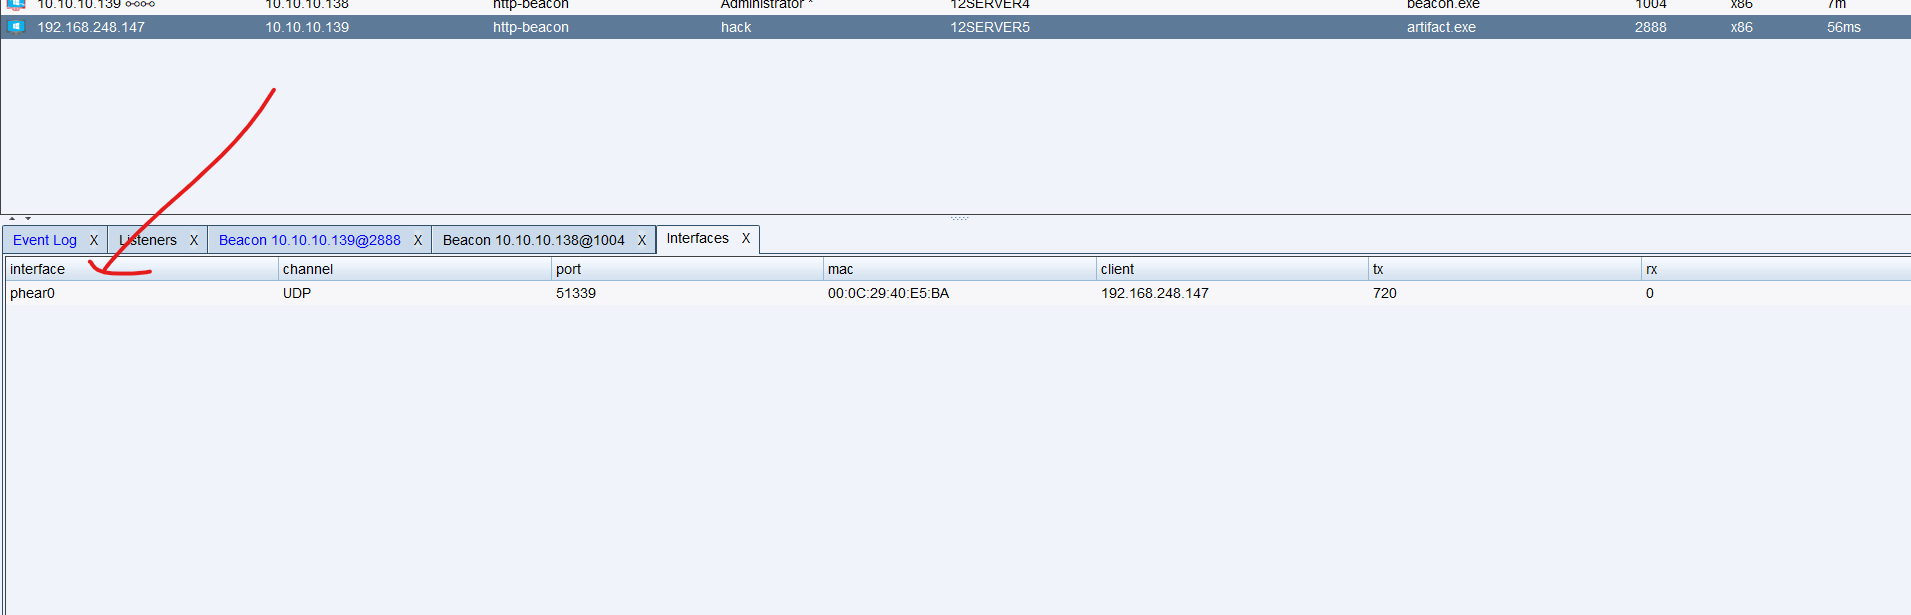 10.10.10.139 10.10.10.138 http-beacon Administrator * 12SERVER4 beacon.exe 1004 x86 7m
192.168.248.147 10.10.10.139 http-beacon hack 12SERVER5 artifact.exe 2888 x86 56ms
Event Log X Listeners X Beacon 10.10.10.139@2888 X Beacon 10.10.10.138@1004 X Interfaces X
interface channel port mac client tx rx
phear0 UDP 51339 00:0C:29:40:E5:BA 192.168.248.147 720 0